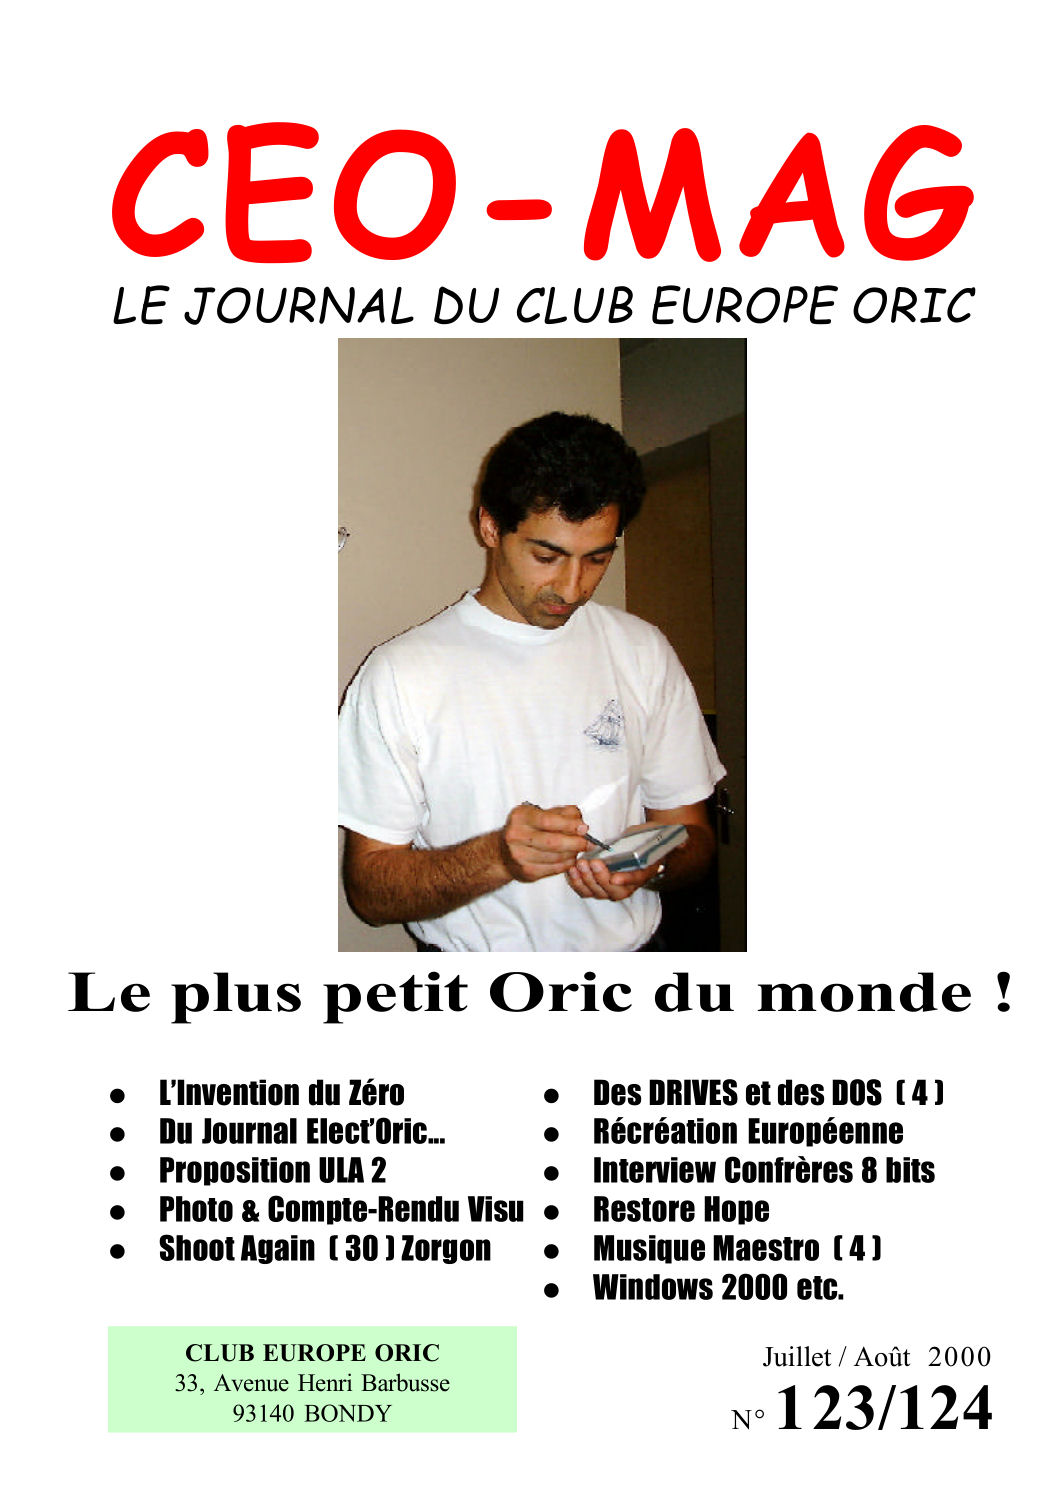 CEO-MAG
LE JOURNAL DU CLUB EUROPE ORIC
Le plus petit Oric du monde !
● L’Invention du Zéro
● Du Journal Elect’Oric...
● Proposition ULA 2
● Photo & Compte-Rendu Visu
● Shoot Again ( 30 ) Zorgon
● Des DRIVES et des DOS ( 4 )
● Récréation Européenne
● Interview Confrères 8 bits
● Restore Hope
● Musique Maestro ( 4 )
● Windows 2000 etc.
CLUB EUROPE ORIC
33, Avenue Henri Barbusse
93140 BONDY
Juillet / Août 2000
N° 123/124